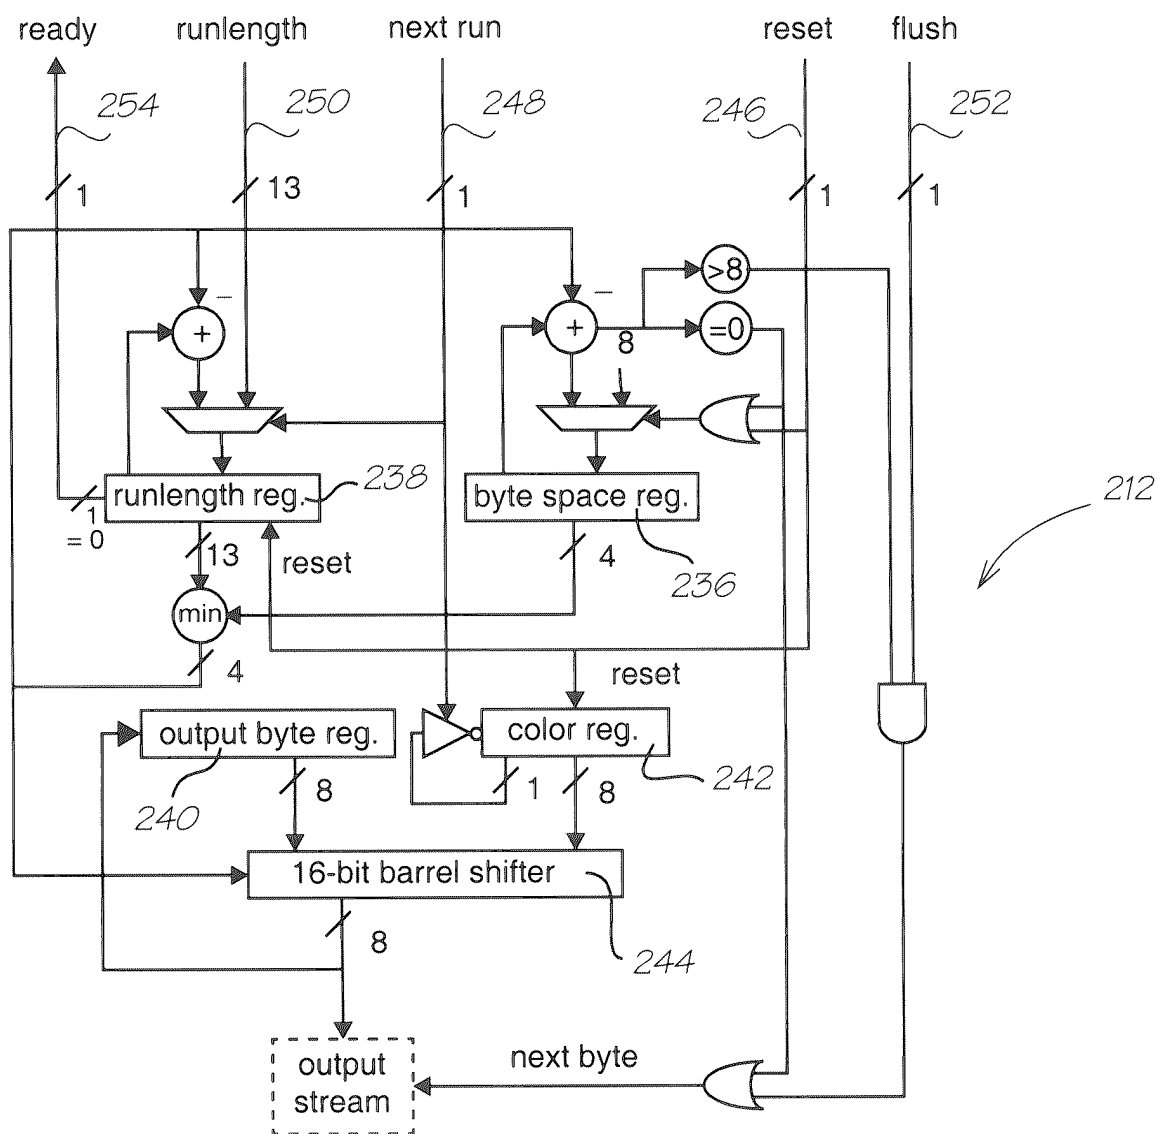 ready runlength next run reset flush
254 250 248 246 252
1 13 1 1 1
− − >8
+ + =0
8
runlength reg. 238 byte space reg. 212
1
= 0
13 reset 4 236
min
4 reset
output byte reg. color reg.
240 8 1 8 242
16-bit barrel shifter
8 244
next byte
output
stream